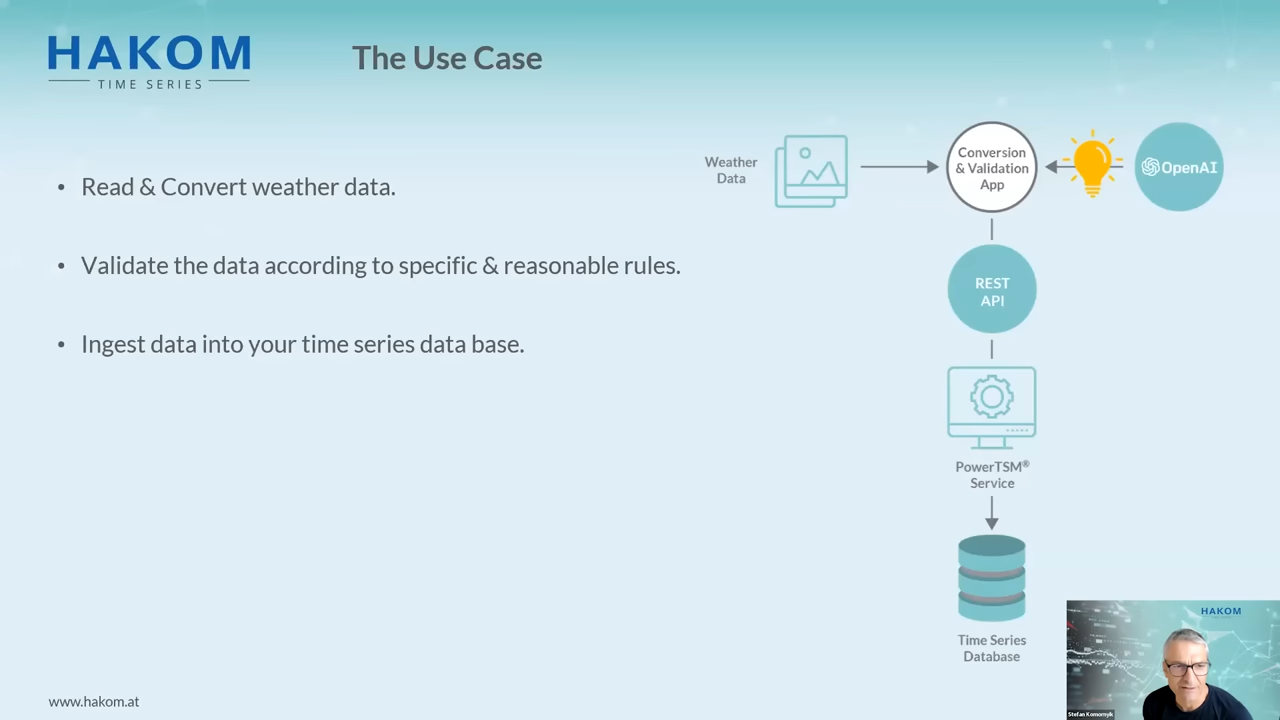 HAKOM
TIME SERIES
The Use Case
• Read & Convert weather data.
• Validate the data according to specific & reasonable rules.
• Ingest data into your time series data base.
Weather
Data
Conversion
& Validation
App
OpenAI
REST
API
PowerTSM®
Service
Time Series
Database
HAKOM
Stefan Komornyik
www.hakom.at